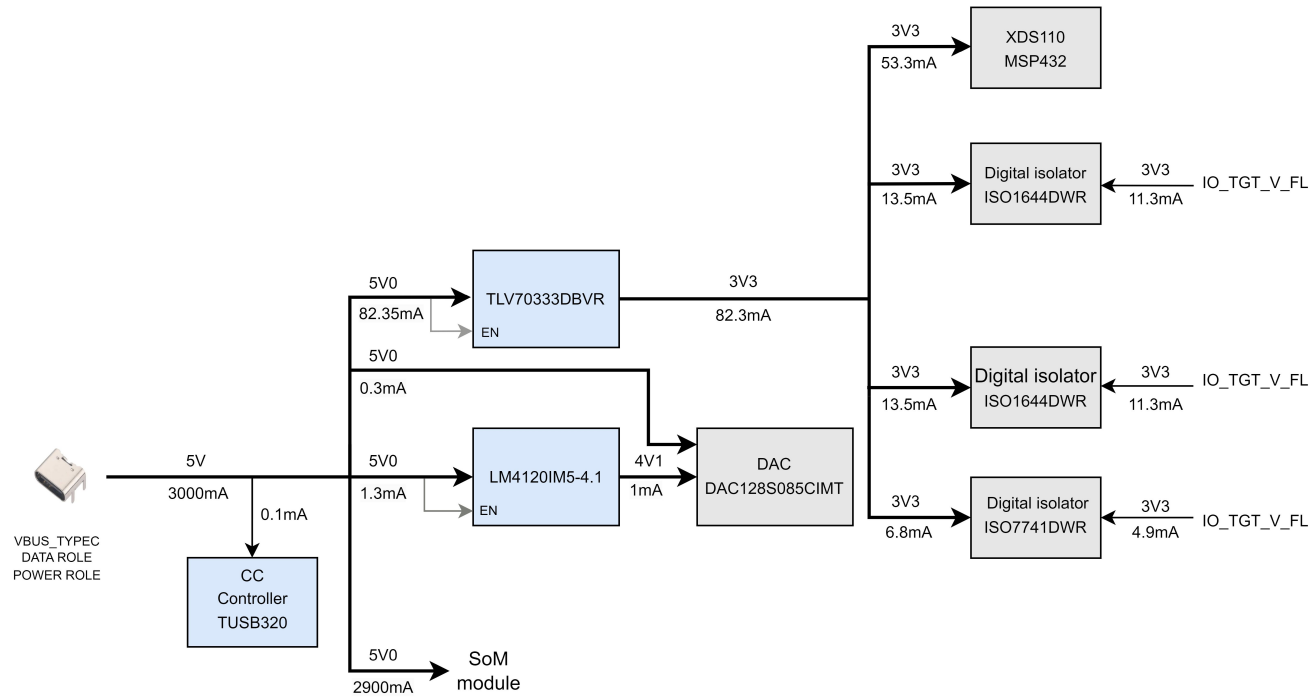 3V3
53.3mA
XDS110
MSP432
3V3
13.5mA
Digital isolator
ISO1644DWR
3V3
11.3mA
IO_TGT_V_FL
5V0
82.35mA
TLV70333DBVR
EN
3V3
82.3mA
5V0
0.3mA
3V3
13.5mA
Digital isolator
ISO1644DWR
3V3
11.3mA
IO_TGT_V_FL
5V
3000mA
0.1mA
5V0
1.3mA
LM4120IM5-4.1
EN
4V1
1mA
DAC
DAC128S085CIMT
3V3
6.8mA
Digital isolator
ISO7741DWR
3V3
4.9mA
IO_TGT_V_FL
VBUS_TYPEC
DATA ROLE
POWER ROLE
CC
Controller
TUSB320
5V0
2900mA
SoM
module